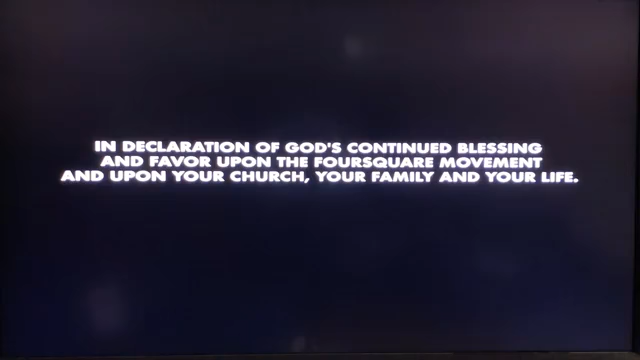 IN DECLARATION OF GOD'S CONTINUED BLESSING
AND FAVOR UPON THE FOURSQUARE MOVEMENT
AND UPON YOUR CHURCH, YOUR FAMILY AND YOUR LIFE.